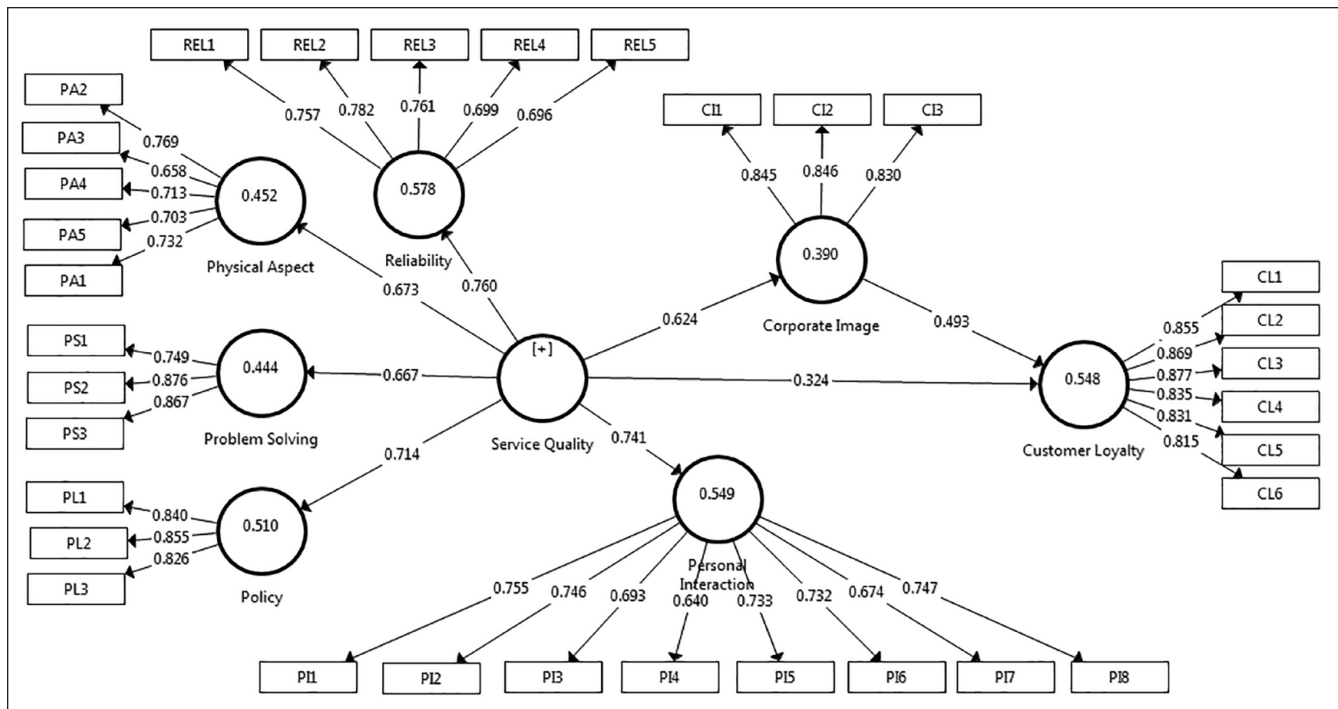 REL1 REL2 REL3 REL4 REL5
0.757 0.782 0.761 0.699 0.696
0.578
Reliability
PA2
PA3
PA4
PA5
PA1
0.769
0.658
0.713
0.703
0.732
0.452
Physical Aspect
CI1 CI2 CI3
0.845 0.846 0.830
0.390
Corporate Image
0.673
0.760
0.624
0.493
PS1
PS2
PS3
0.749
0.876
0.867
0.444
Problem Solving
0.667
[+]
Service Quality
0.324
0.548
Customer Loyalty
0.855
0.869
0.877
0.835
0.831
0.815
CL1
CL2
CL3
CL4
CL5
CL6
0.714
0.741
PL1
PL2
PL3
0.840
0.855
0.826
0.510
Policy
0.549
Personal
Interaction
0.755 0.746 0.693 0.640 0.733 0.732 0.674 0.747
PI1 PI2 PI3 PI4 PI5 PI6 PI7 PI8